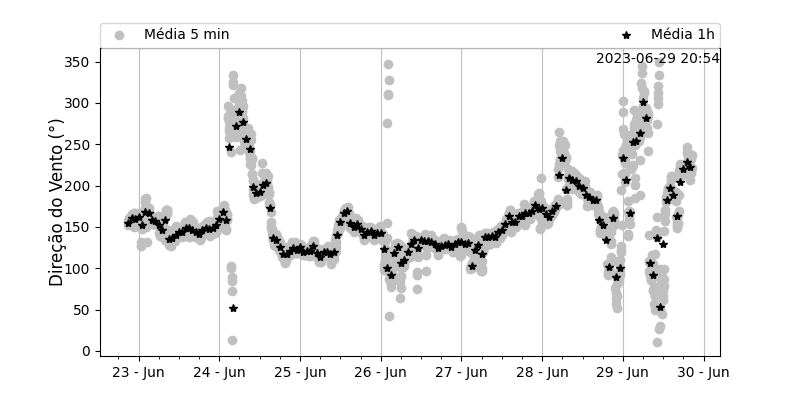 Média 5 min
Média 1h
2023-06-29 20:54
Direção do Vento (°)
350
300
250
200
150
100
50
0
23 - Jun
24 - Jun
25 - Jun
26 - Jun
27 - Jun
28 - Jun
29 - Jun
30 - Jun